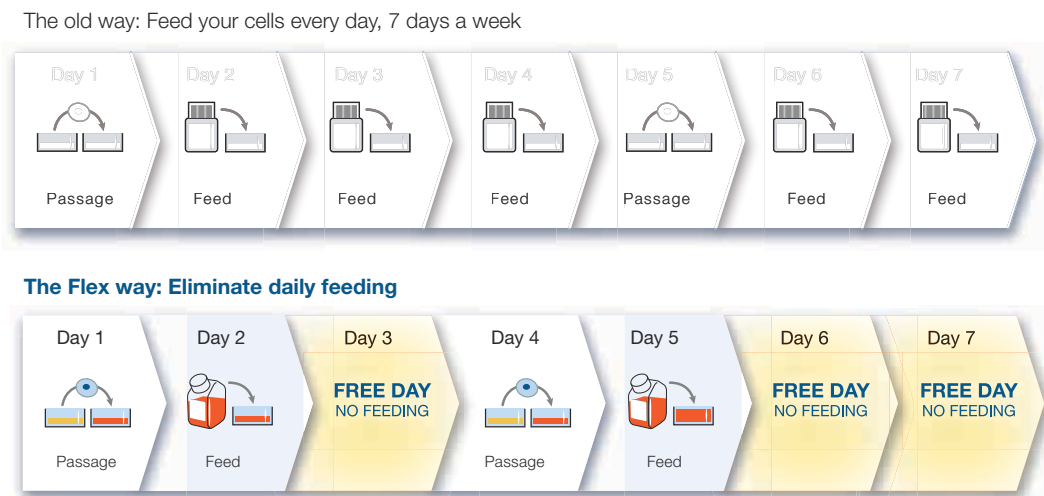 The old way: Feed your cells every day, 7 days a week
Day 1 Day 2 Day 3 Day 4 Day 5 Day 6 Day 7
Passage Feed Feed Feed Passage Feed Feed
The Flex way: Eliminate daily feeding
Day 1 Day 2 Day 3 Day 4 Day 5 Day 6 Day 7
FREE DAY FREE DAY FREE DAY
NO FEEDING NO FEEDING NO FEEDING
Passage Feed Passage Feed